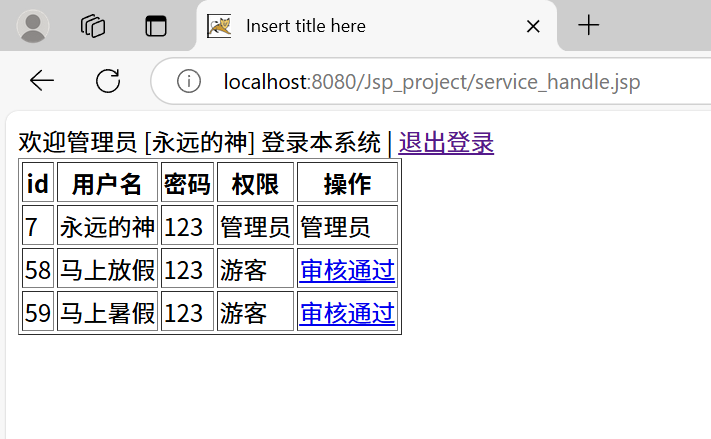 Insert title here
localhost:8080/Jsp_project/service_handle.jsp
欢迎管理员 [永远的神] 登录本系统 | 退出登录
id 用户名 密码 权限 操作
7 永远的神 123 管理员 管理员
58 马上放假 123 游客 审核通过
59 马上暑假 123 游客 审核通过